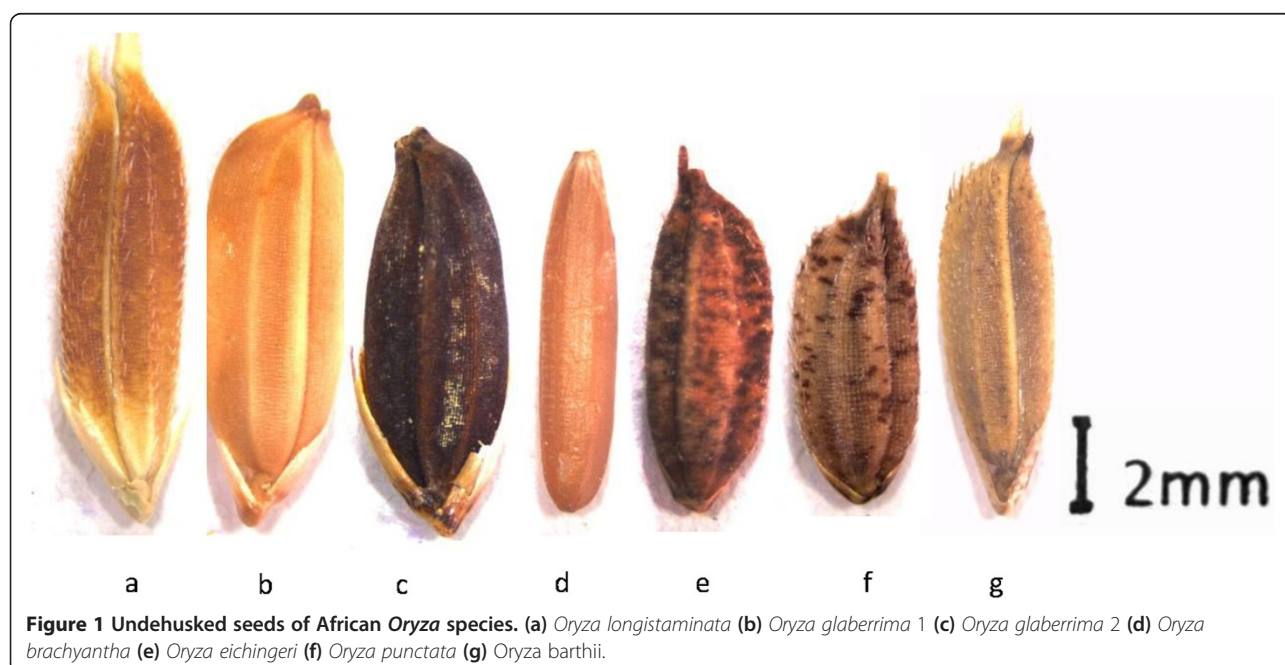 2mm
a b c d e f g
Figure 1 Undehusked seeds of African Oryza species. (a) Oryza longistaminata (b) Oryza glaberrima 1 (c) Oryza glaberrima 2 (d) Oryza
brachyantha (e) Oryza eichingeri (f) Oryza punctata (g) Oryza barthii.